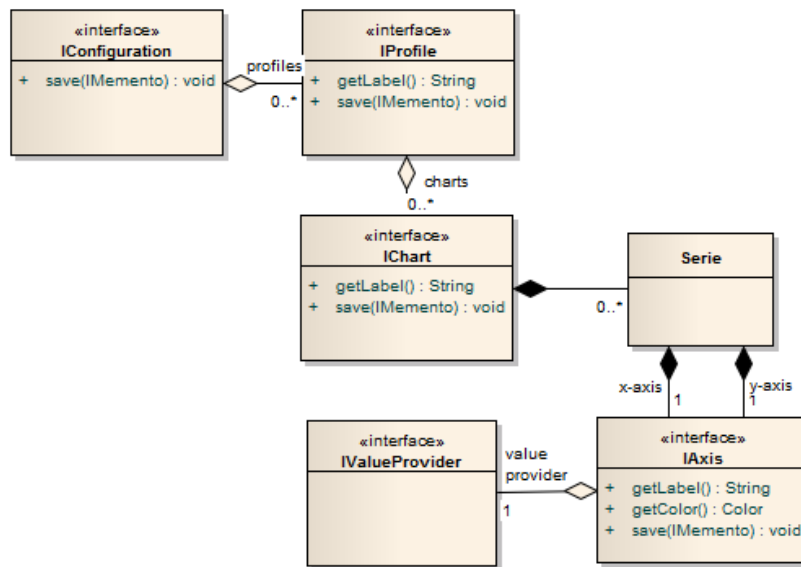 «interface»
IConfiguration
+ save(IMemento) : void
profiles
0..*
«interface»
IProfile
+ getLabel() : String
+ save(IMemento) : void
charts
0..*
«interface»
IChart
+ getLabel() : String
+ save(IMemento) : void
0..*
Serie
x-axis
1
y-axis
1
«interface»
IValueProvider
value
provider
1
«interface»
IAxis
+ getLabel() : String
+ getColor() : Color
+ save(IMemento) : void